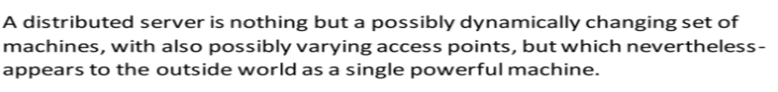 A distributed server is nothing but a possibly dynamically changing set of
machines, with also possibly varying access points, but which nevertheless-
appears to the outside world as a single powerful machine.